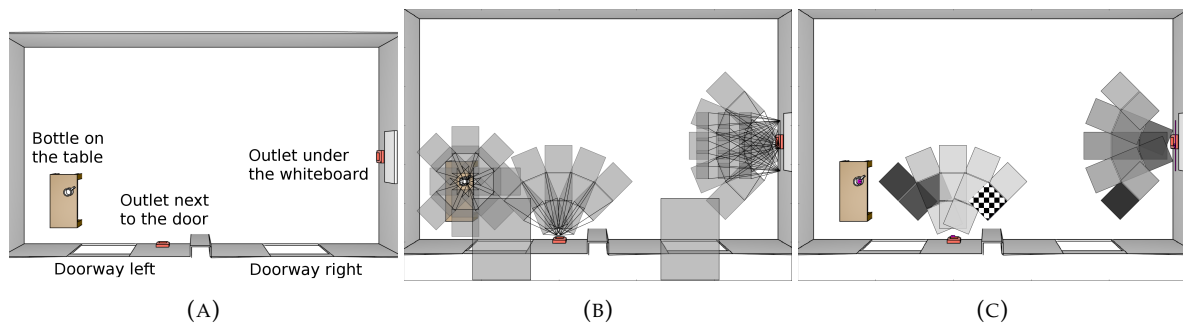 Bottle on
the table
Outlet under
the whiteboard
Outlet next
to the door
Doorway left
Doorway right
(A)
(B)
(C)